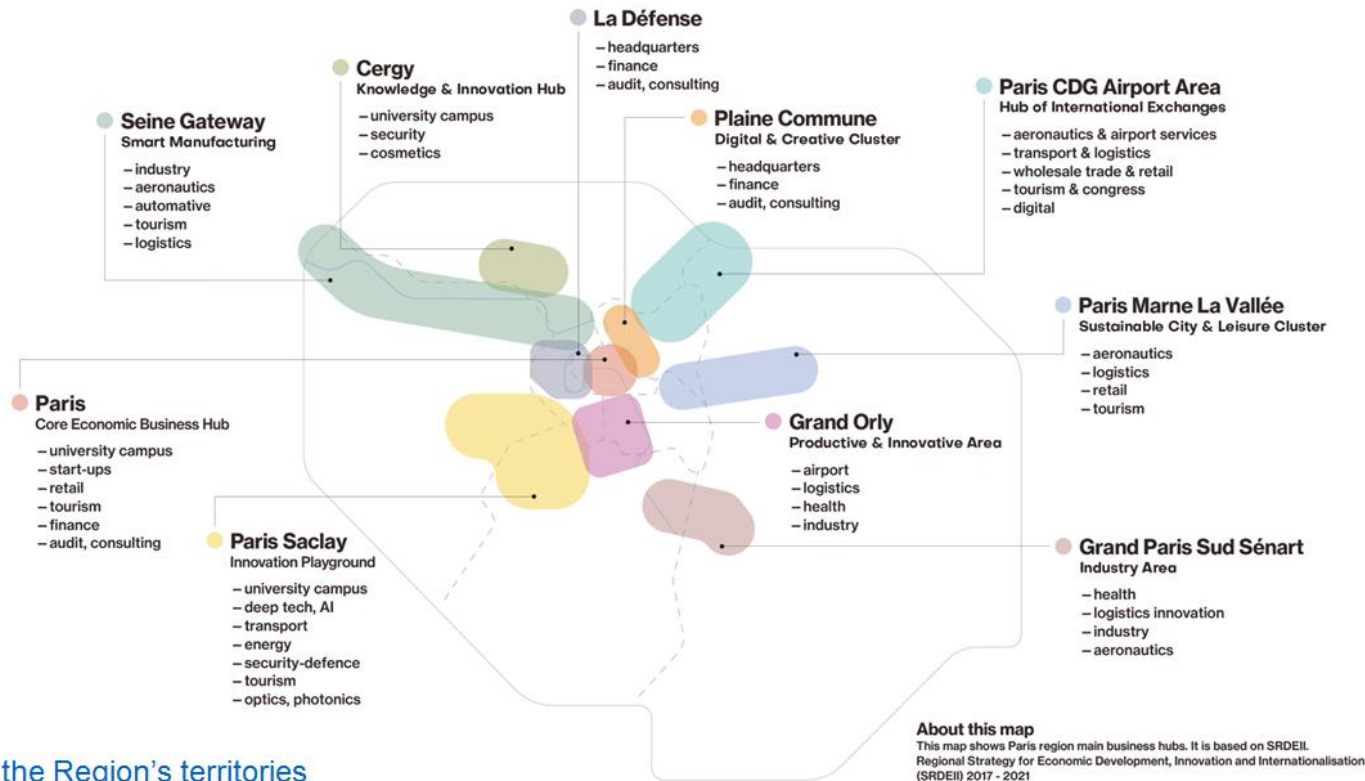 La Défense
– headquarters
– finance
– audit, consulting
Cergy
Knowledge & Innovation Hub
– university campus
– security
– cosmetics
Paris CDG Airport Area
Hub of International Exchanges
– aeronautics & airport services
– transport & logistics
– wholesale trade & retail
– tourism & congress
– digital
Seine Gateway
Smart Manufacturing
– industry
– aeronautics
– automative
– tourism
– logistics
Plaine Commune
Digital & Creative Cluster
– headquarters
– finance
– audit, consulting
Paris Marne La Vallée
Sustainable City & Leisure Cluster
– aeronautics
– logistics
– retail
– tourism
Paris
Core Economic Business Hub
– university campus
– start-ups
– retail
– tourism
– finance
– audit, consulting
Grand Orly
Productive & Innovative Area
– airport
– logistics
– health
– industry
Paris Saclay
Innovation Playground
– university campus
– deep tech, AI
– transport
– energy
– security-defence
– tourism
– optics, photonics
Grand Paris Sud Sénart
Industry Area
– health
– logistics innovation
– industry
– aeronautics
About this map
This map shows Paris region main business hubs. It is based on SRDEII.
Regional Strategy for Economic Development, Innovation and Internationalisation
(SRDEII) 2017 - 2021
the Region's territories